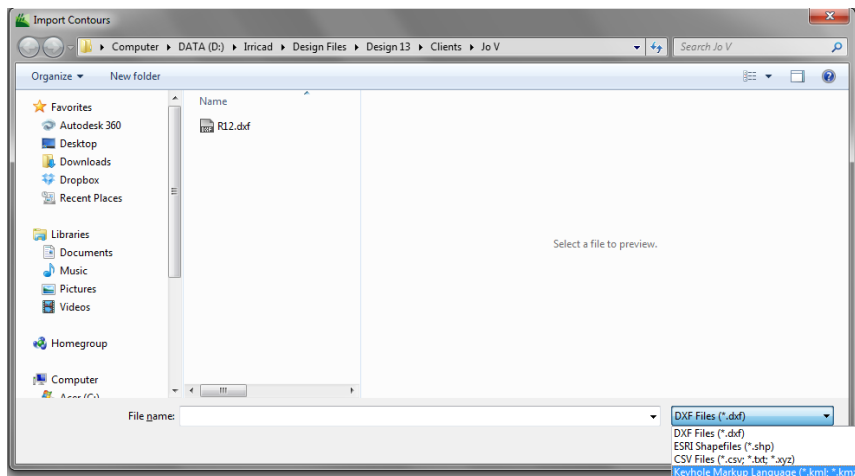 Import Contours
Computer ▸ DATA (D:) ▸ Irricad ▸ Design Files ▸ Design 13 ▸ Clients ▸ Jo V
Search Jo V
Organize
New folder
Name
Favorites
Autodesk 360
Desktop
Downloads
Dropbox
Recent Places
Libraries
Documents
Music
Pictures
Videos
Homegroup
Computer
Acer (C:)
R12.dxf
Select a file to preview.
File name:
DXF Files (*.dxf)
DXF Files (*.dxf)
ESRI Shapefiles (*.shp)
CSV Files (*.csv; *.txt; *.xyz)
Keyhole Markup Language (*.kml; *.kmz